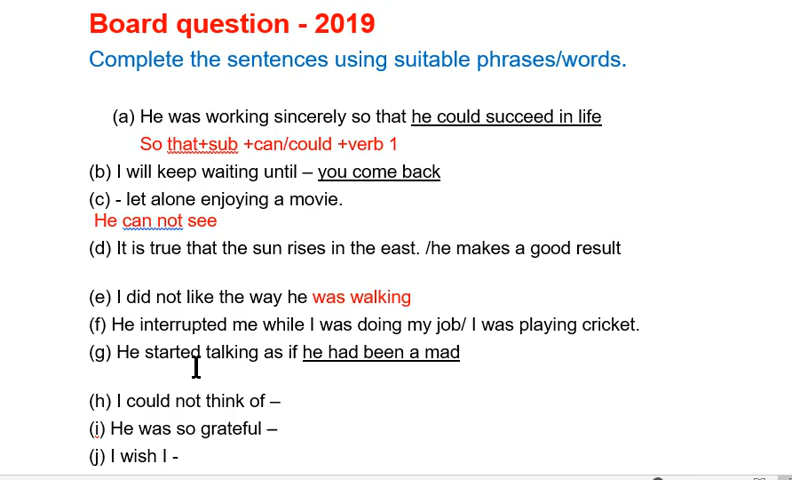 Board question - 2019
Complete the sentences using suitable phrases/words.
(a) He was working sincerely so that he could succeed in life
So that+sub +can/could +verb 1
(b) I will keep waiting until – you come back
(c) - let alone enjoying a movie.
He can not see
(d) It is true that the sun rises in the east. /he makes a good result
(e) I did not like the way he was walking
(f) He interrupted me while I was doing my job/ I was playing cricket.
(g) He started talking as if he had been a mad
(h) I could not think of –
(i) He was so grateful –
(j) I wish I -